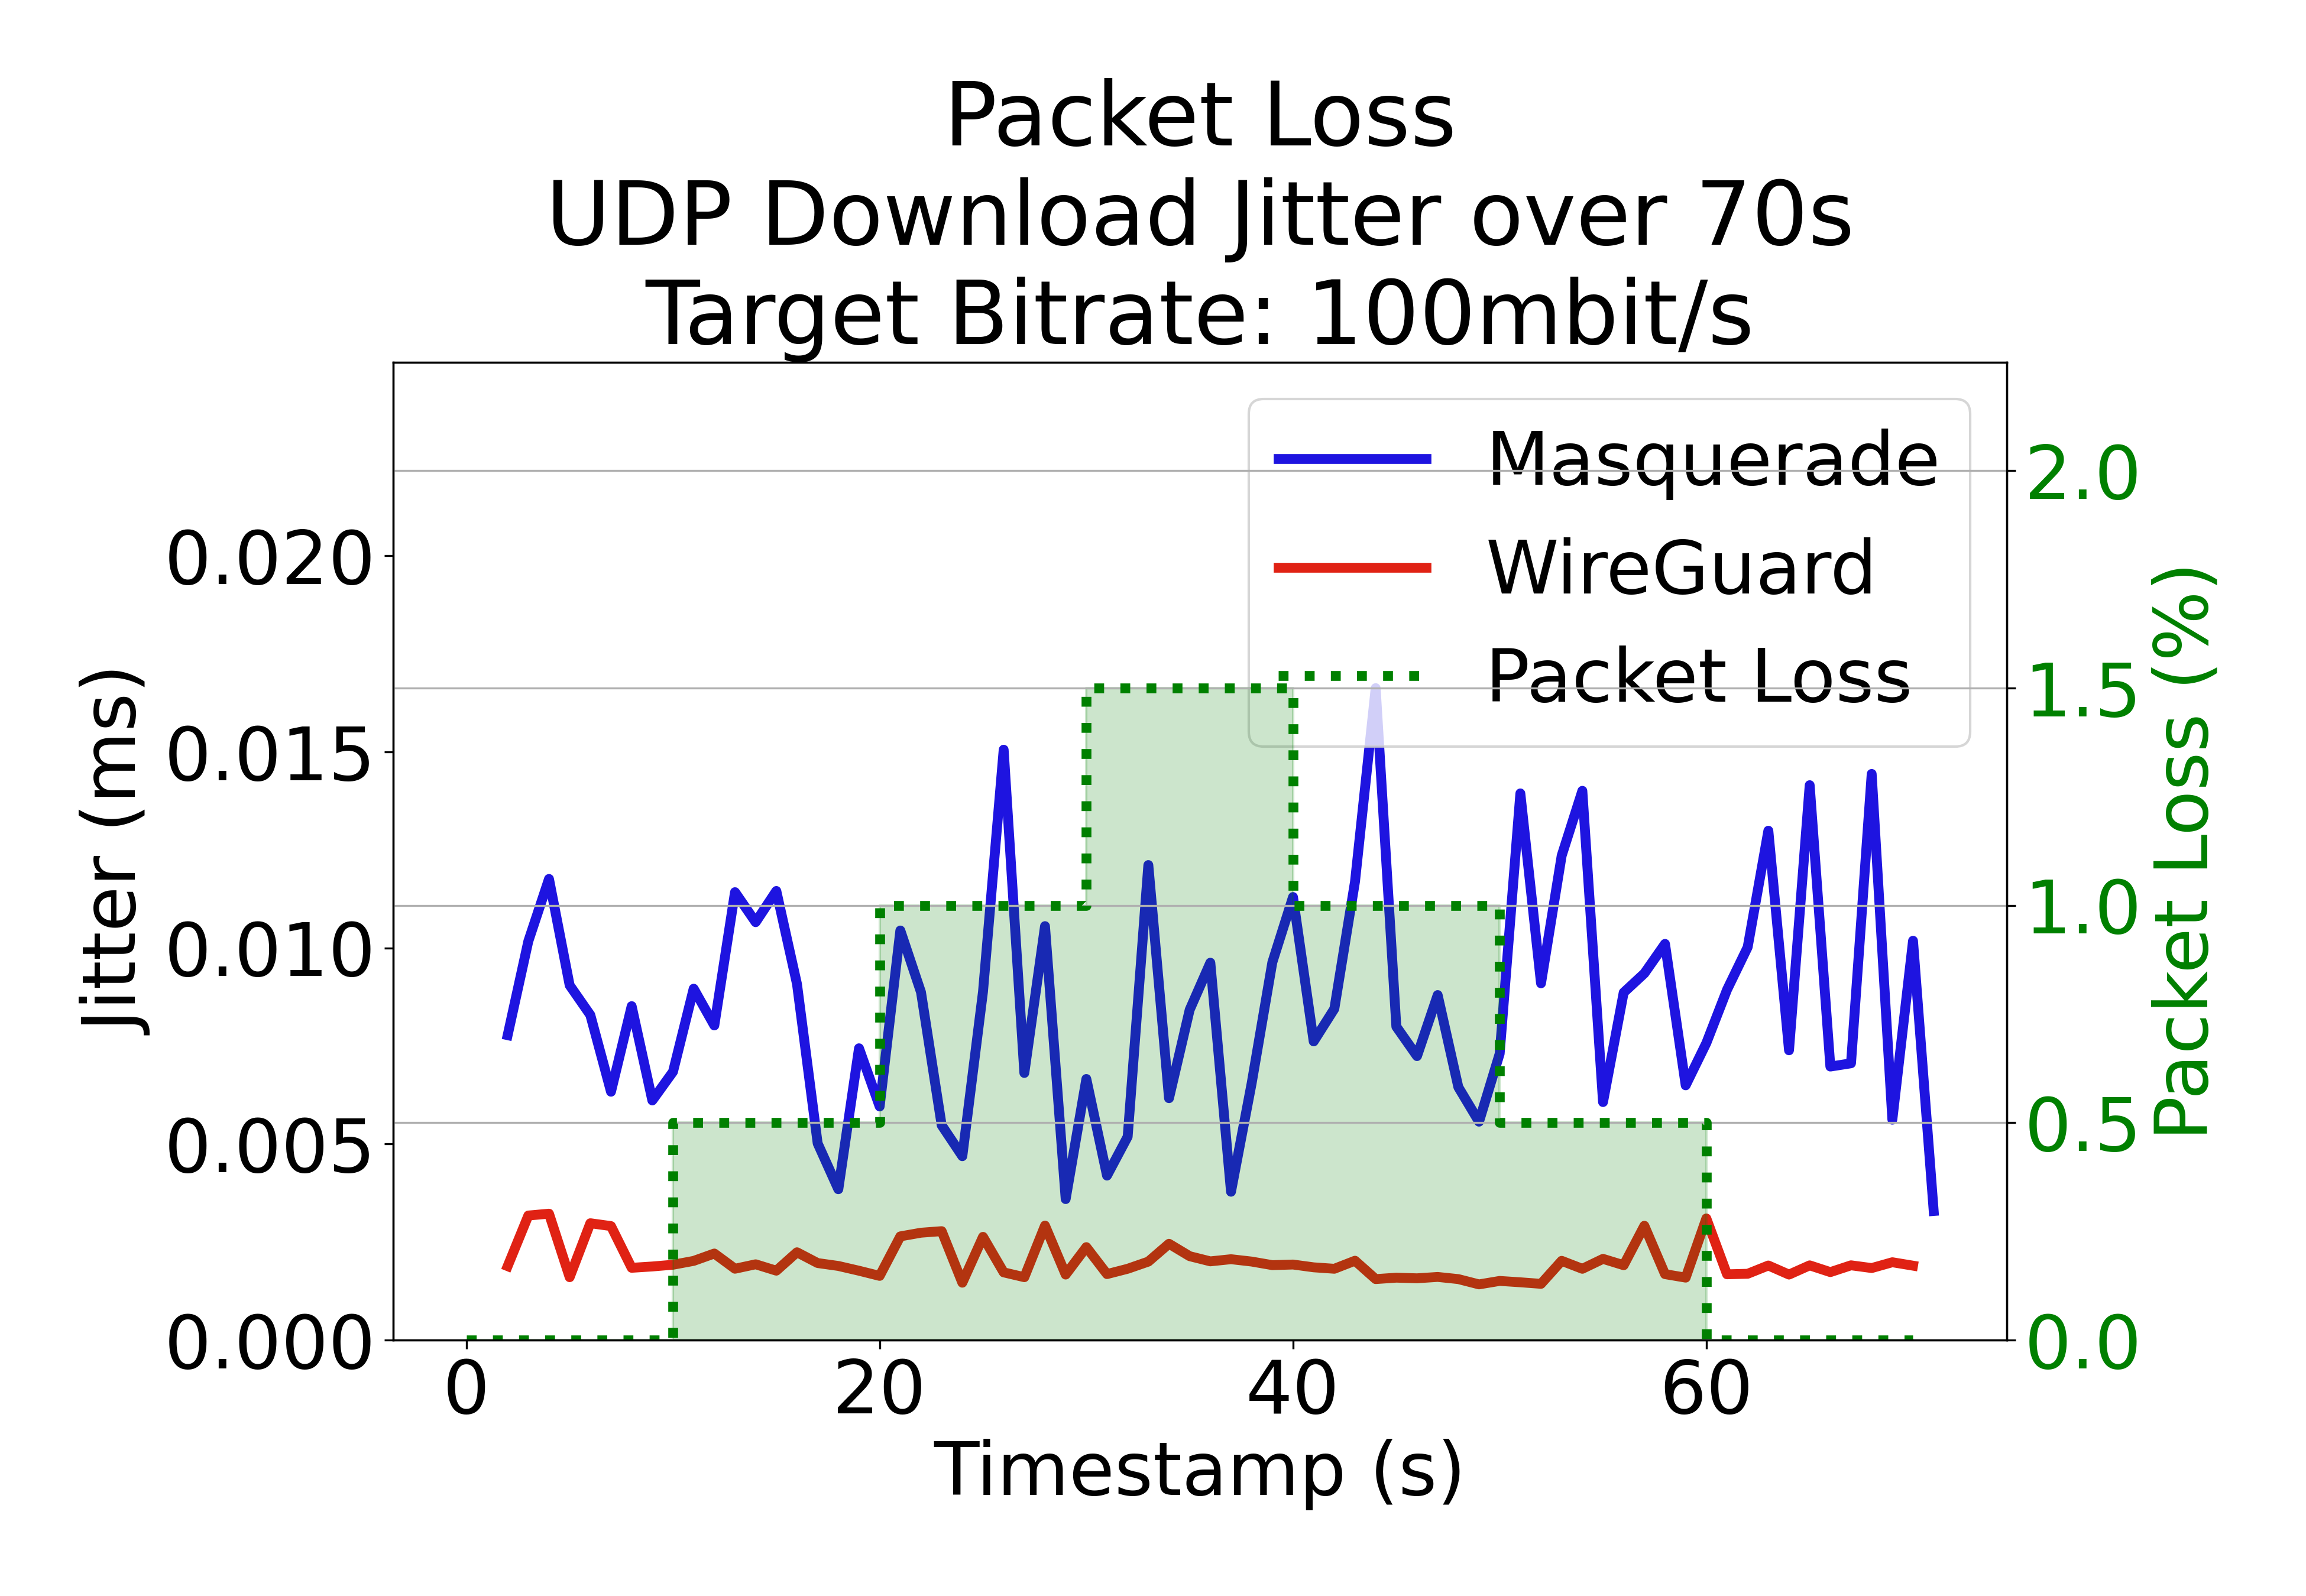 Packet Loss
UDP Download Jitter over 70s
Target Bitrate: 100mbit/s
Masquerade
WireGuard
Packet Loss
Jitter (ms)
0.020
0.015
0.010
0.005
0.000
2.0
1.5
1.0
0.5
0.0
Packet Loss (%)
0 20 40 60
Timestamp (s)